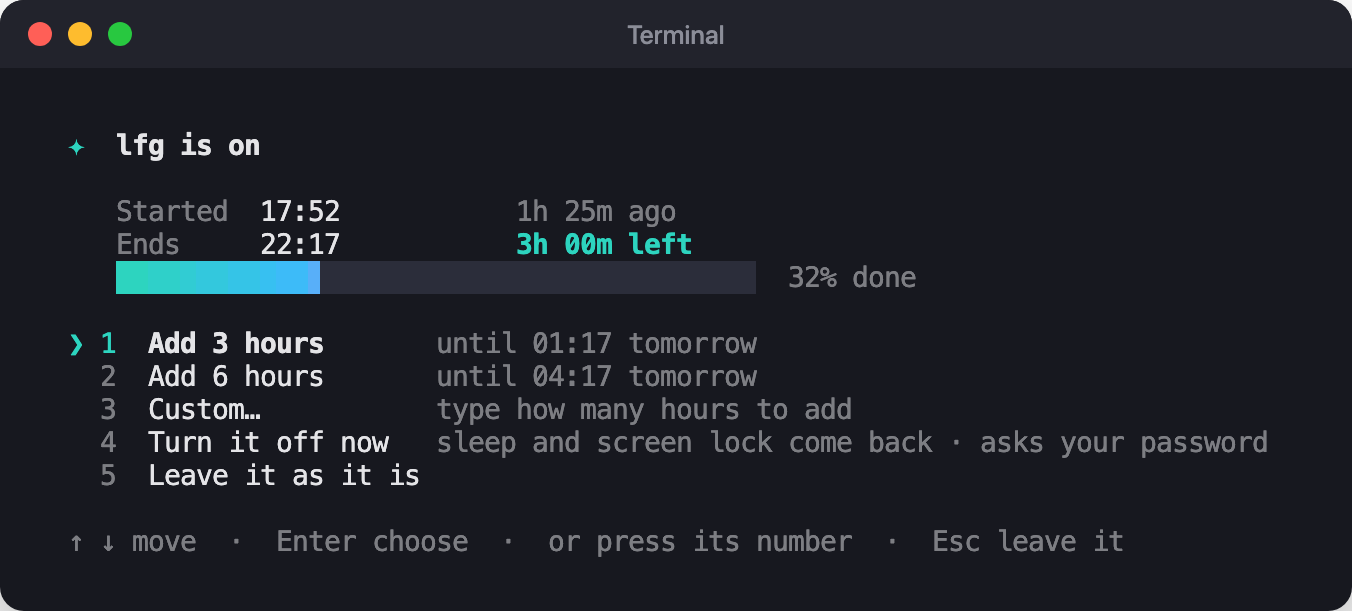 Terminal
✦ lfg is on
Started 17:52 1h 25m ago
Ends 22:17 3h 00m left
32% done
❯ 1 Add 3 hours until 01:17 tomorrow
2 Add 6 hours until 04:17 tomorrow
3 Custom… type how many hours to add
4 Turn it off now sleep and screen lock come back · asks your password
5 Leave it as it is
↑ ↓ move · Enter choose · or press its number · Esc leave it